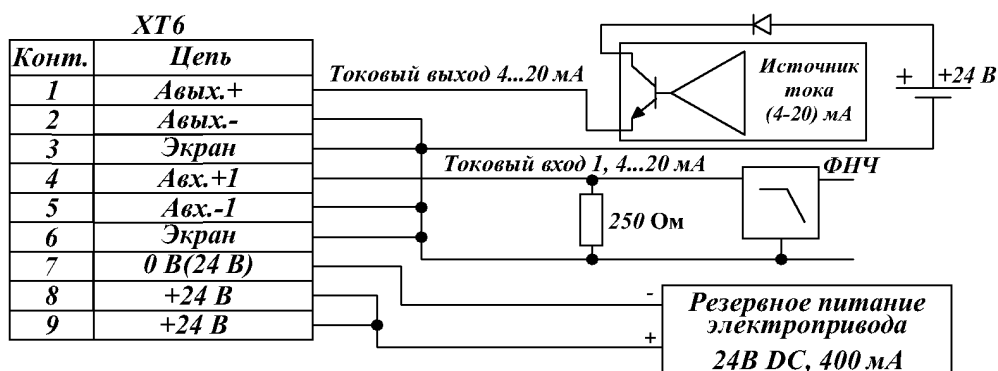 ХТ6
Конт. Цепь
1 Авых.+
2 Авых.-
3 Экран
4 Авх.+1
5 Авх.-1
6 Экран
7 0 В(24 В)
8 +24 В
9 +24 В
Токовый выход 4...20 мА
Источник
тока
(4-20) мА
+ +24 В
Токовый вход 1, 4...20 мА
ФНЧ
250 Ом
-
+
Резервное питание
электропривода
24В DC, 400 мА